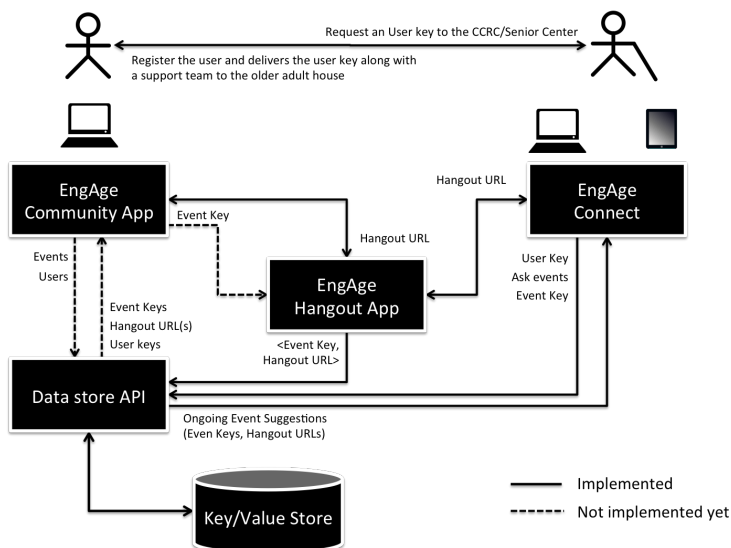 Request an User key to the CCRC/Senior Center
Register the user and delivers the user key along with
a support team to the older adult house
EngAge
Community App
Event Key
Hangout URL
Hangout URL
EngAge
Connect
Events
Users
Event Keys
Hangout URL(s)
User keys
EngAge
Hangout App
User Key
Ask events
Event Key
<Event Key,
Hangout URL>
Data store API
Ongoing Event Suggestions
(Even Keys, Hangout URLs)
Key/Value Store
Implemented
Not implemented yet